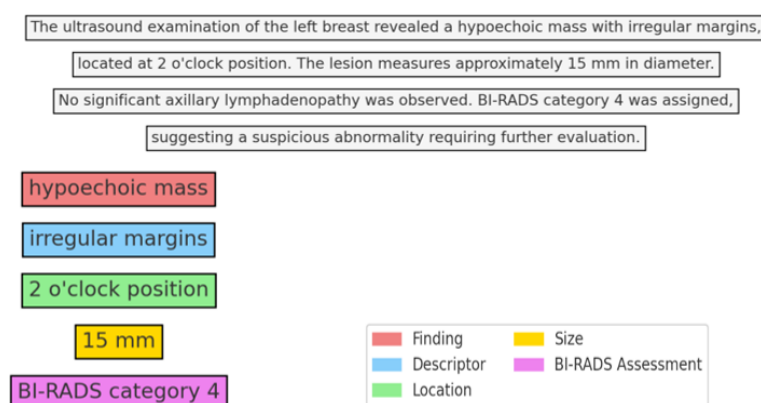 The ultrasound examination of the left breast revealed a hypoechoic mass with irregular margins,
located at 2 o'clock position. The lesion measures approximately 15 mm in diameter.
No significant axillary lymphadenopathy was observed. BI-RADS category 4 was assigned,
suggesting a suspicious abnormality requiring further evaluation.
hypoechoic mass
irregular margins
2 o'clock position
15 mm
BI-RADS category 4
Finding
Descriptor
Location
Size
BI-RADS Assessment